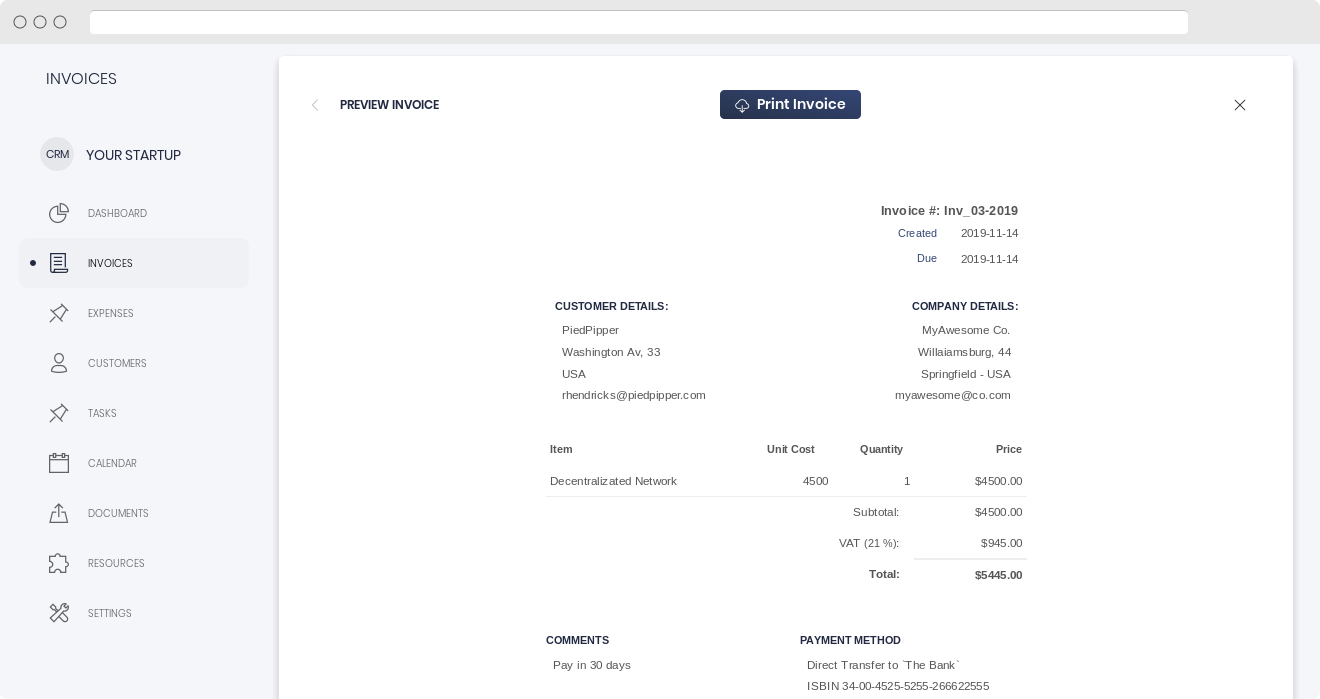 INVOICES
PREVIEW INVOICE
Print Invoice
CRM YOUR STARTUP
DASHBOARD
INVOICES
EXPENSES
CUSTOMERS
TASKS
CALENDAR
DOCUMENTS
RESOURCES
SETTINGS
Invoice #: Inv_03-2019
Created 2019-11-14
Due 2019-11-14
CUSTOMER DETAILS:
PiedPipper
Washington Av, 33
USA
rhendricks@piedpipper.com
COMPANY DETAILS:
MyAwesome Co.
Willaiamsburg, 44
Springfield - USA
myawesome@co.com
Item Unit Cost Quantity Price
Decentralizated Network 4500 1 $4500.00
Subtotal: $4500.00
VAT (21 %): $945.00
Total: $5445.00
COMMENTS
Pay in 30 days
PAYMENT METHOD
Direct Transfer to `The Bank`
ISBIN 34-00-4525-5255-266622555